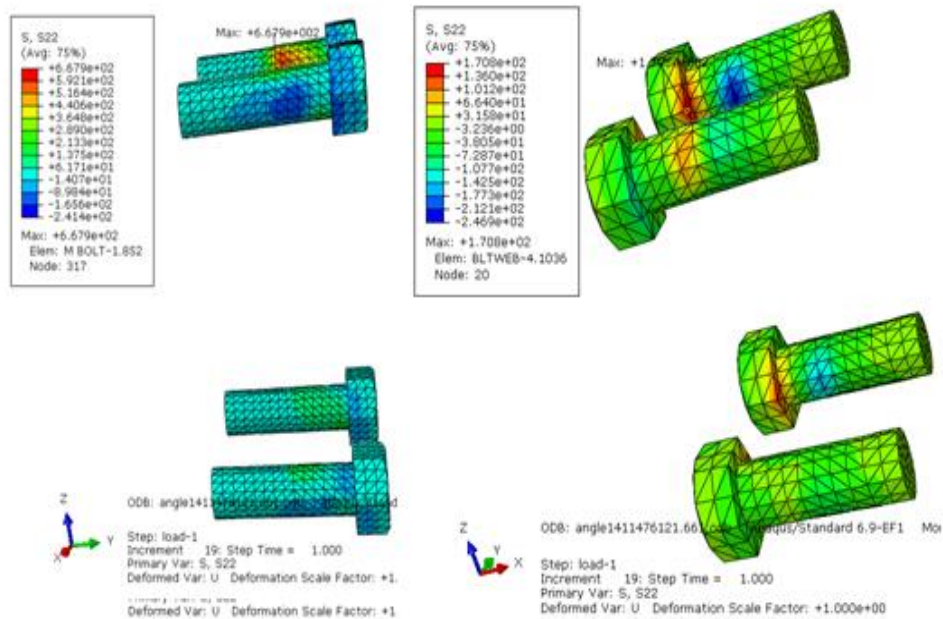 S, S22
(Avg: 75%)
+6.679e+02
+5.921e+02
+5.164e+02
+4.406e+02
+3.648e+02
+2.890e+02
+2.133e+02
+1.375e+02
+6.171e+01
-1.407e+01
-8.984e+01
-1.656e+02
-2.414e+02
Max: +6.679e+02
Elem: M BOLT-1.852
Node: 317
Max: +6.679e+002
S, S22
(Avg: 75%)
+1.708e+02
+1.360e+02
+1.012e+02
+6.640e+01
+3.158e+01
-3.236e+00
-3.805e+01
-7.287e+01
-1.077e+02
-1.425e+02
-1.773e+02
-2.121e+02
-2.469e+02
Max: +1.708e+02
Elem: BLTWEB-4.1036
Node: 20
Z
Y
X
ODB:
Step: load-1
Increment 19: Step Time = 1.000
Primary Var: S, S22
Deformed Var: U Deformation Scale Factor: +1.
Deformed Var: U Deformation Scale Factor: +1
Z
Y
X
ODB: angle1411476121.66 /Standard 6.9-EF1 Mo
Step: load-1
Increment 19: Step Time = 1.000
Primary Var: S, S22
Deformed Var: U Deformation Scale Factor: +1.000e+00